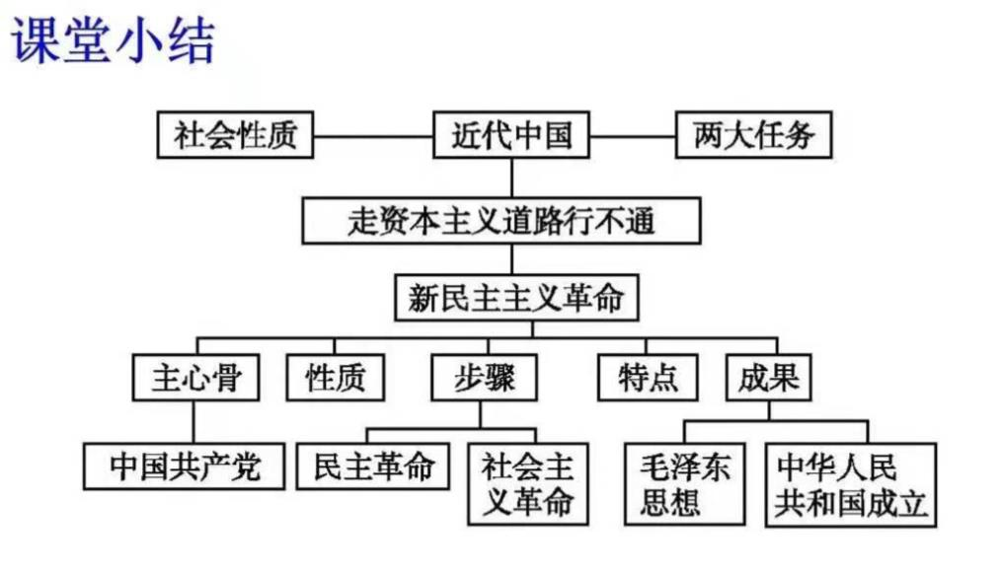 课堂小结
社会性质
近代中国
两大任务
走资本主义道路行不通
新民主主义革命
主心骨
性质
步骤
特点
成果
中国共产党
民主革命
社会主
义革命
毛泽东
思想
中华人民
共和国成立